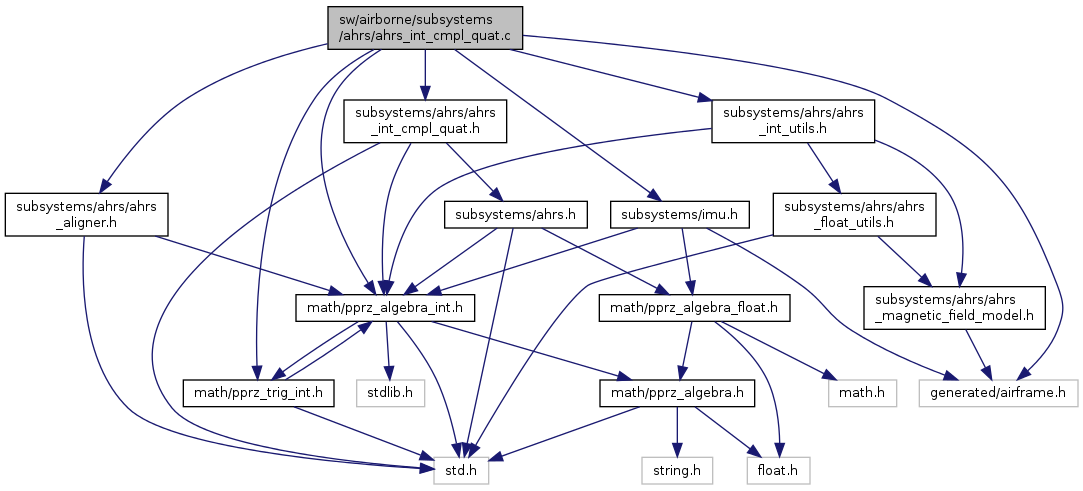 sw/airborne/subsystems
/ahrs/ahrs_int_cmpl_quat.c
subsystems/ahrs/ahrs
_int_cmpl_quat.h
subsystems/ahrs/ahrs
_int_utils.h
subsystems/ahrs/ahrs
_aligner.h
subsystems/ahrs.h
subsystems/imu.h
subsystems/ahrs/ahrs
_float_utils.h
math/pprz_algebra_int.h
math/pprz_algebra_float.h
subsystems/ahrs/ahrs
_magnetic_field_model.h
math/pprz_trig_int.h
stdlib.h
math/pprz_algebra.h
math.h
generated/airframe.h
std.h
string.h
float.h